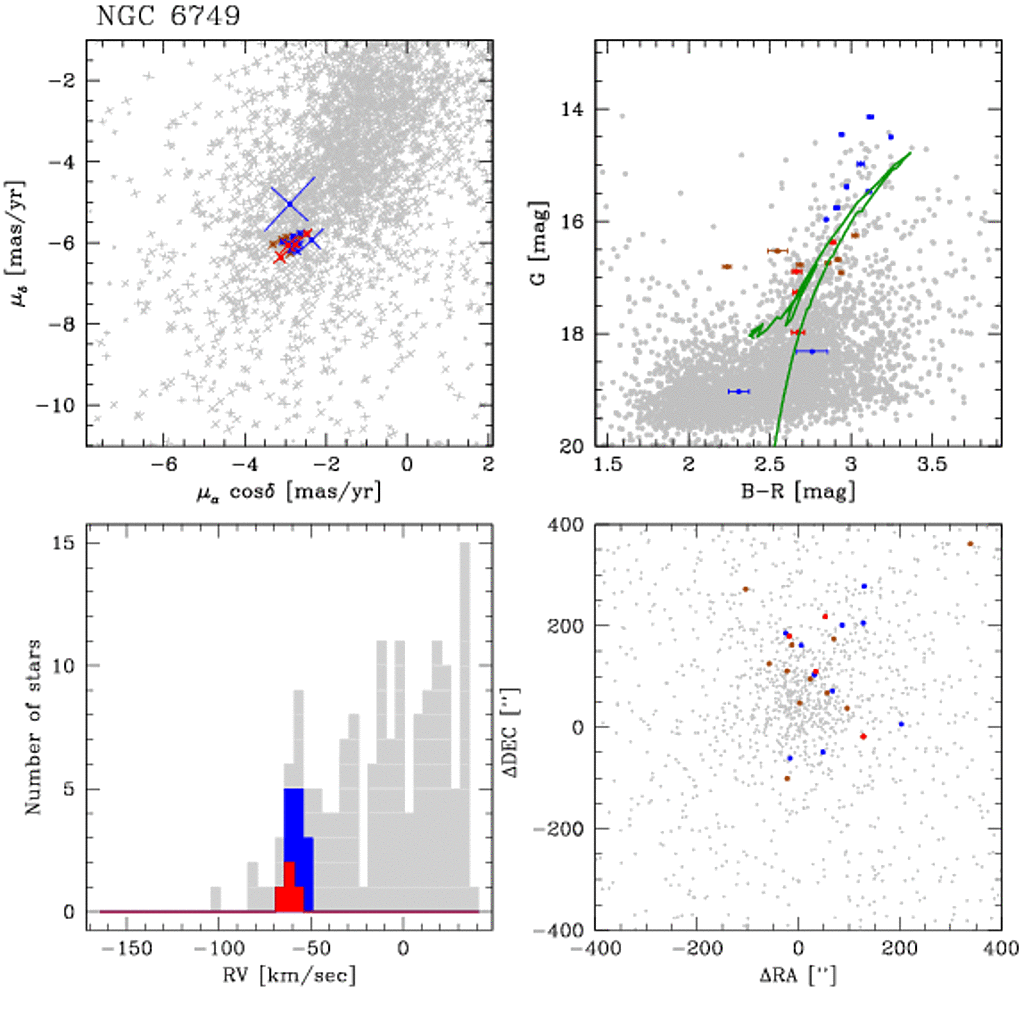 NGC 6749
−2
−4
−6
−8
−10
μδ [mas/yr]
−6 −4 −2 0 2
μα cosδ [mas/yr]
14
16
18
20
G [mag]
1.5 2 2.5 3 3.5
B−R [mag]
15
10
5
0
Number of stars
−150 −100 −50 0
RV [km/sec]
400
200
0
−200
−400
ΔDEC ["]
−400 −200 0 200 400
ΔRA ["]